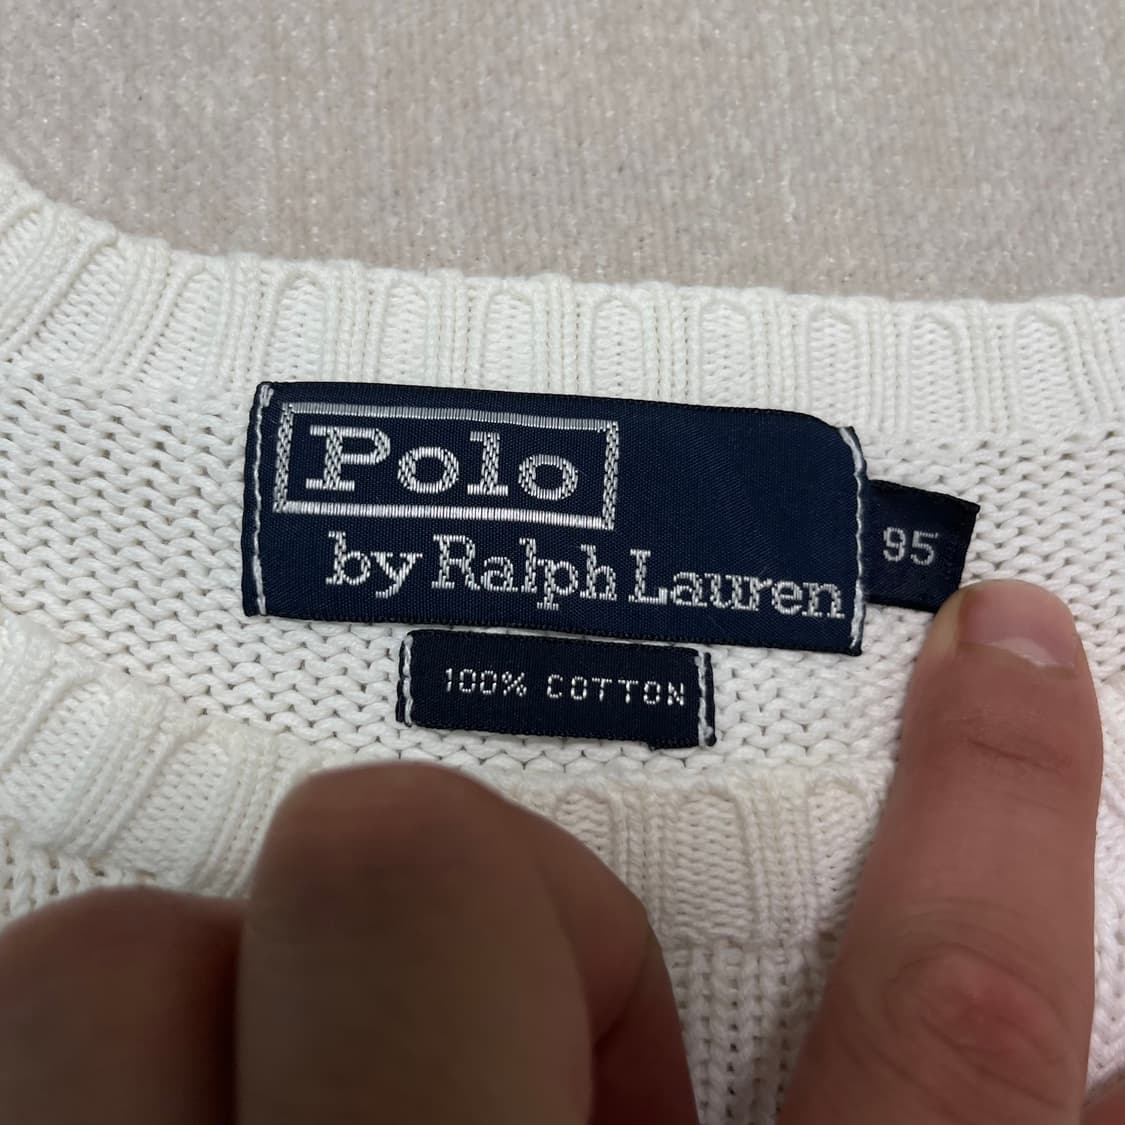 Polo
by Ralph Lauren
95
100% COTTON